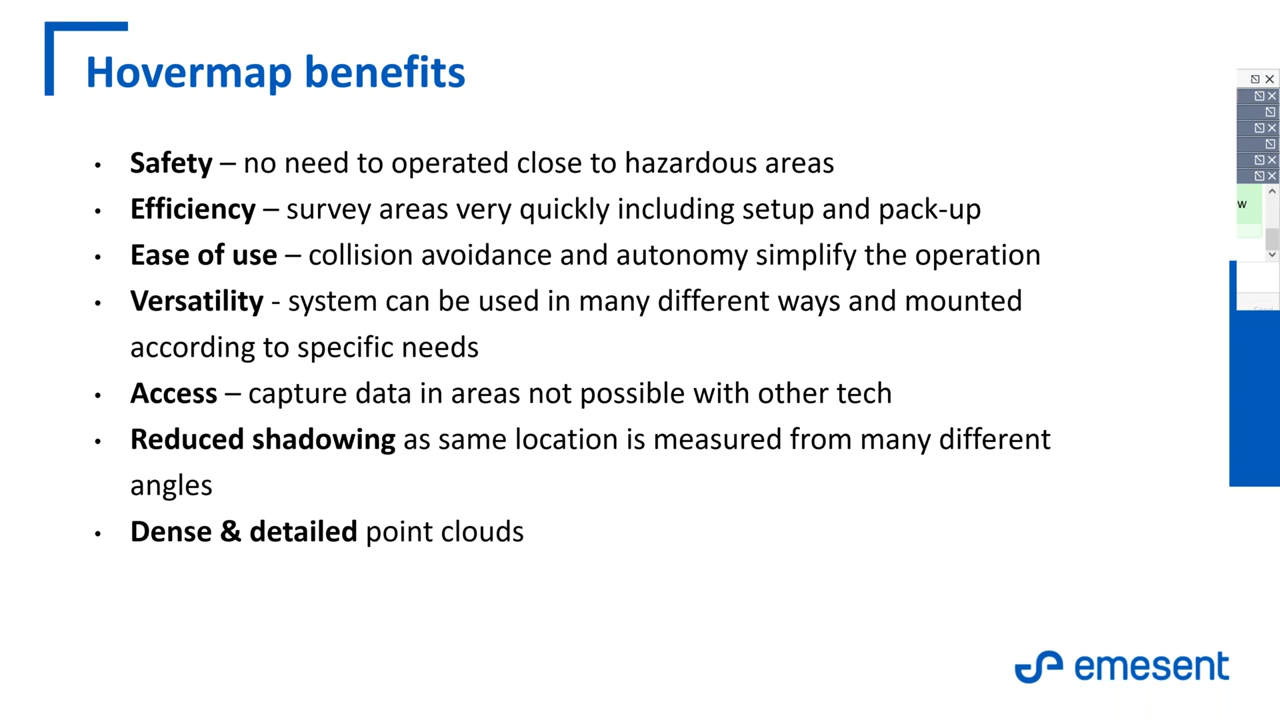 Hovermap benefits
• Safety – no need to operated close to hazardous areas
• Efficiency – survey areas very quickly including setup and pack-up
• Ease of use – collision avoidance and autonomy simplify the operation
• Versatility - system can be used in many different ways and mounted
according to specific needs
• Access – capture data in areas not possible with other tech
• Reduced shadowing as same location is measured from many different
angles
• Dense & detailed point clouds
w
emesent